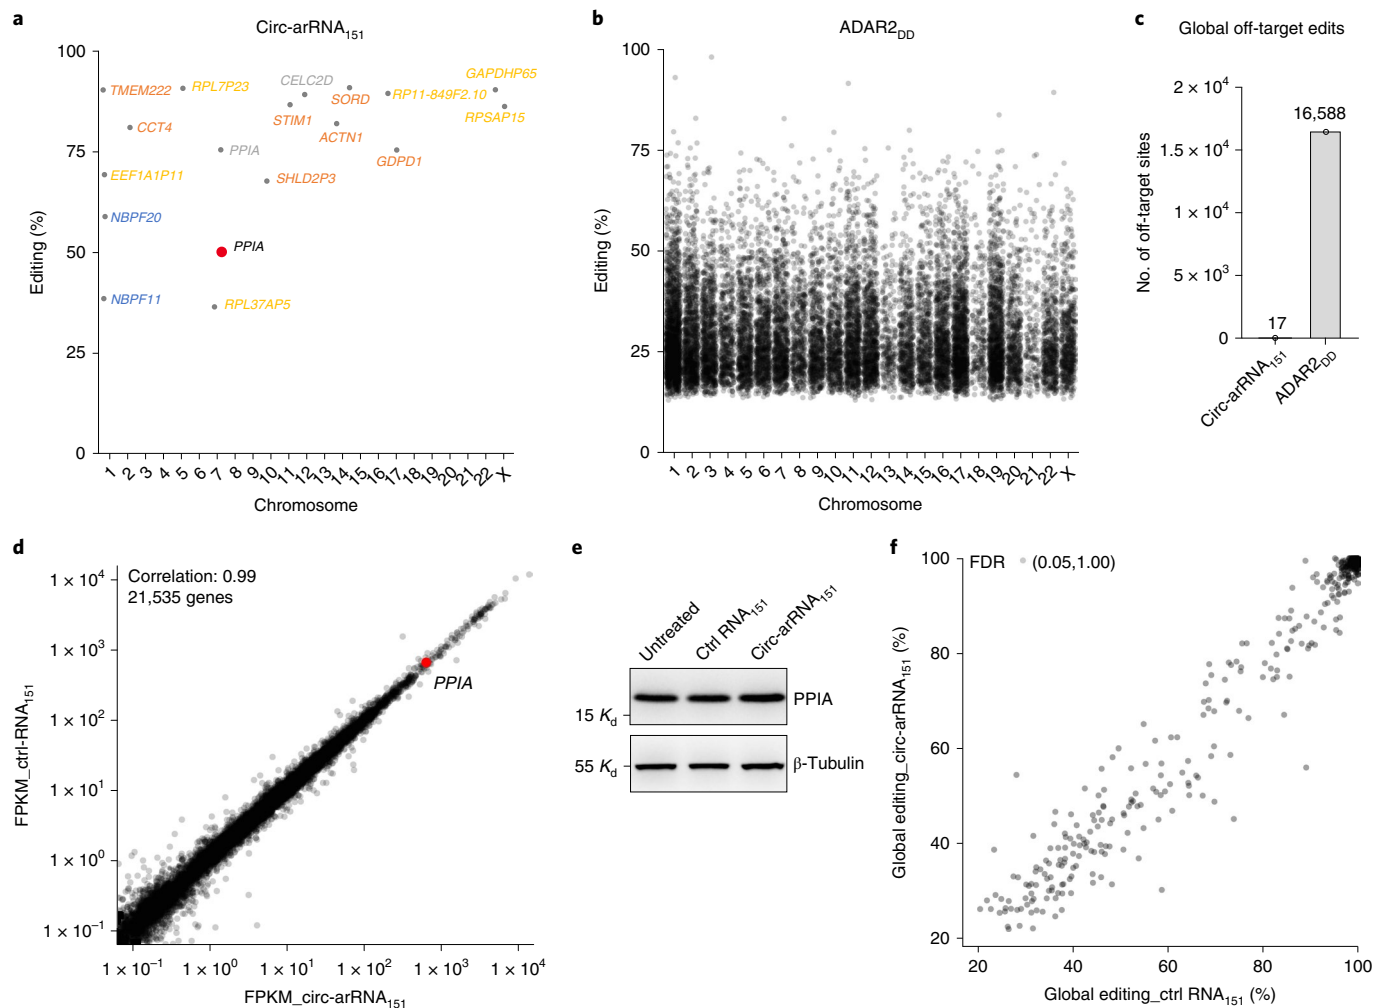 a
Circ-arRNA151
100
75
50
25
0
Editing (%)
TMEM222
RPL7P23
CELC2D
SORD
RP11-849F2.10
GAPDHP65
RPSAP15
CCT4
STIM1
ACTN1
PPIA
GDPD1
EEF1A1P11
SHLD2P3
NBPF20
PPIA
NBPF11
RPL37AP5
1 2 3 4 5 6 7 8 9 10 11 12 13 14 15 16 17 18 19 20 21 22 X
Chromosome
b
ADAR2DD
100
75
50
25
0
Editing (%)
1 2 3 4 5 6 7 8 9 10 11 12 13 14 15 16 17 18 19 20 21 22 X
Chromosome
c
Global off-target edits
2 × 10^4
1.5 × 10^4
1 × 10^4
5 × 10^3
0
No. of off-target sites
16,588
17
Circ-arRNA151
ADAR2DD
d
Correlation: 0.99
21,535 genes
1 × 10^4
1 × 10^3
1 × 10^2
1 × 10^1
1 × 10^0
1 × 10^−1
FPKM_ctrl-RNA151
PPIA
1 × 10^−1 1 × 10^0 1 × 10^1 1 × 10^2 1 × 10^3 1 × 10^4
FPKM_circ-arRNA151
e
Untreated
Ctrl RNA151
Circ-arRNA151
PPIA
15 Kd
55 Kd
β-Tubulin
f
FDR (0.05,1.00)
100
80
60
40
20
Global editing_circ-arRNA151 (%)
20 40 60 80 100
Global editing_ctrl RNA151 (%)